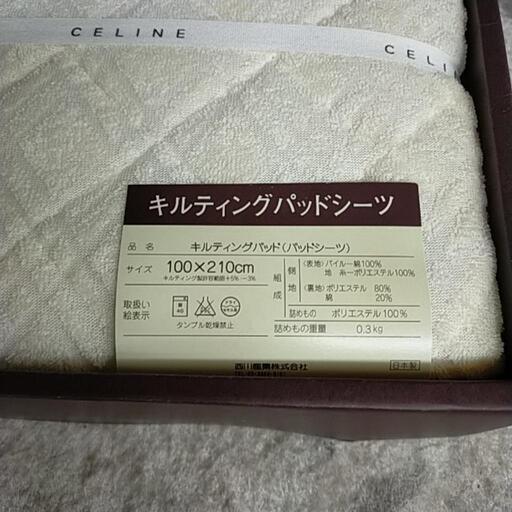 CELINE
CELINE
キルティングパッドシーツ
品名 キルティングパッド(パッドシーツ)
サイズ 100×210cm
キルティング製許容範囲+5% -3%
取扱い
絵表示
タンブル乾燥禁止
組成
側地
〈表地〉パイル−綿100%
地 糸−ポリエステル100%
〈裏地〉ポリエステル 80%
綿 20%
詰めもの ポリエステル100%
詰めもの重量 0.3kg
西川産業株式会社
日本製